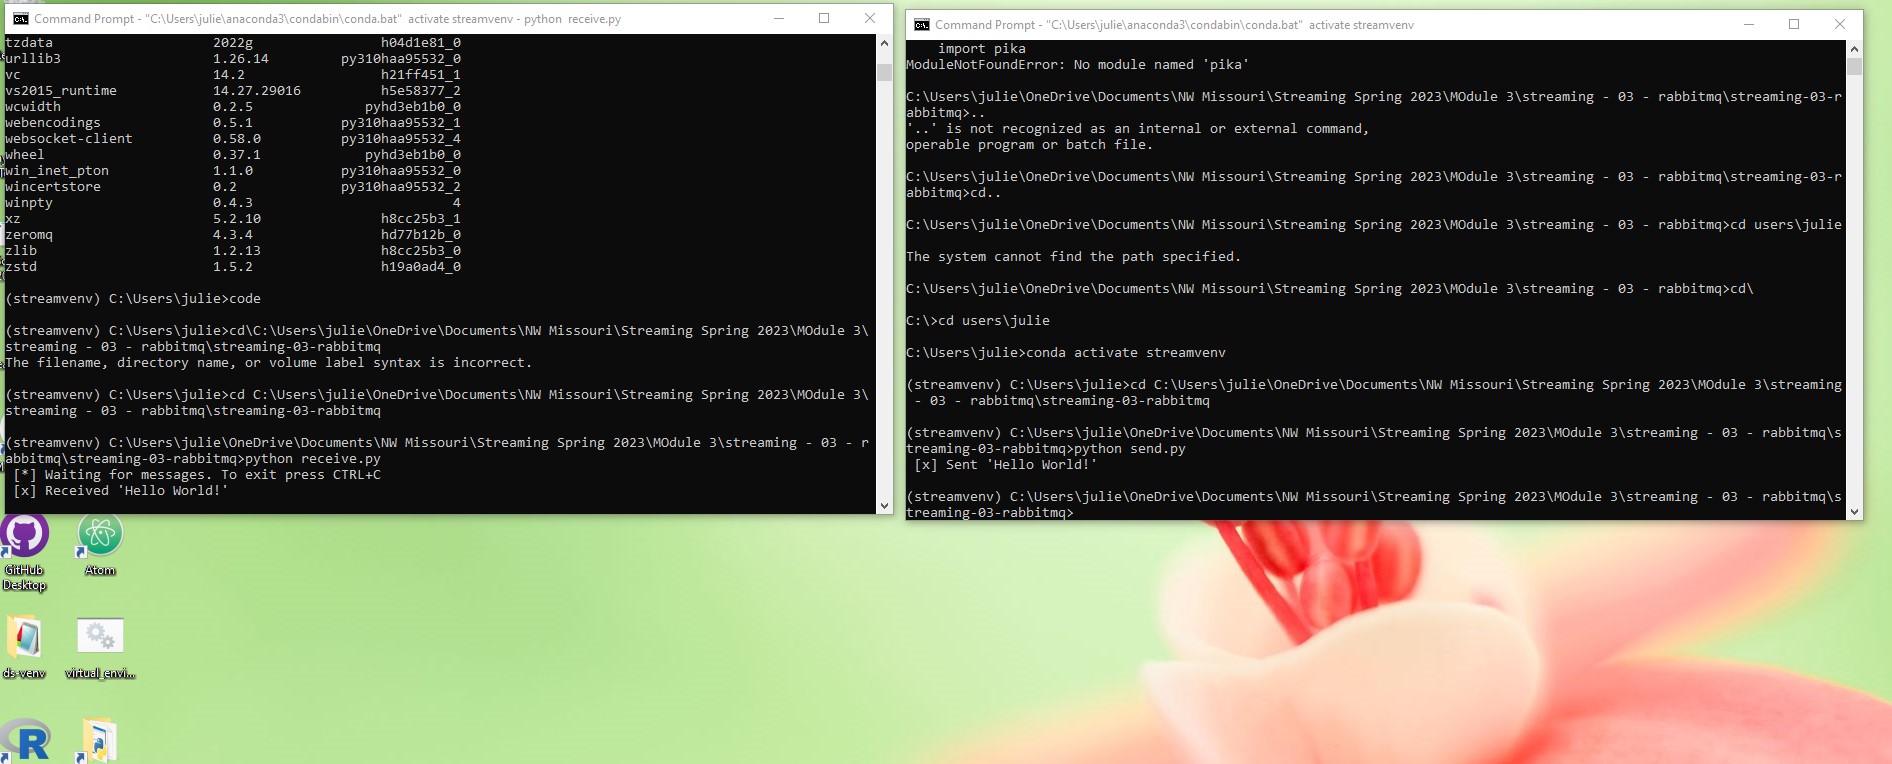 Command Prompt - "C:\Users\julie\anaconda3\condabin\conda.bat" activate streamvenv - python receive.py
tzdata 2022g h04d1e81_0
urllib3 1.26.14 py310haa95532_0
vc 14.2 h21ff451_1
vs2015_runtime 14.27.29016 h5e58377_2
wcwidth 0.2.5 pyhd3eb1b0_0
webencodings 0.5.1 py310haa95532_1
websocket-client 0.58.0 py310haa95532_4
wheel 0.37.1 pyhd3eb1b0_0
win_inet_pton 1.1.0 py310haa95532_0
wincertstore 0.2 py310haa95532_2
winpty 0.4.3 4
xz 5.2.10 h8cc25b3_1
zeromq 4.3.4 hd77b12b_0
zlib 1.2.13 h8cc25b3_0
zstd 1.5.2 h19a0ad4_0
(streamvenv) C:\Users\julie>code
(streamvenv) C:\Users\julie>cd\C:\Users\julie\OneDrive\Documents\NW Missouri\Streaming Spring 2023\MOdule 3\
streaming - 03 - rabbitmq\streaming-03-rabbitmq
The filename, directory name, or volume label syntax is incorrect.
(streamvenv) C:\Users\julie>cd C:\Users\julie\OneDrive\Documents\NW Missouri\Streaming Spring 2023\MOdule 3\
streaming - 03 - rabbitmq\streaming-03-rabbitmq
(streamvenv) C:\Users\julie\OneDrive\Documents\NW Missouri\Streaming Spring 2023\MOdule 3\streaming - 03 - r
abbitmq\streaming-03-rabbitmq>python receive.py
[*] Waiting for messages. To exit press CTRL+C
[x] Received 'Hello World!'
Command Prompt - "C:\Users\julie\anaconda3\condabin\conda.bat" activate streamvenv
import pika
ModuleNotFoundError: No module named 'pika'
C:\Users\julie\OneDrive\Documents\NW Missouri\Streaming Spring 2023\MOdule 3\streaming - 03 - rabbitmq\streaming-03-r
abbitmq>..
'..' is not recognized as an internal or external command,
operable program or batch file.
C:\Users\julie\OneDrive\Documents\NW Missouri\Streaming Spring 2023\MOdule 3\streaming - 03 - rabbitmq\streaming-03-r
abbitmq>cd..
C:\Users\julie\OneDrive\Documents\NW Missouri\Streaming Spring 2023\MOdule 3\streaming - 03 - rabbitmq>cd users\julie
The system cannot find the path specified.
C:\Users\julie\OneDrive\Documents\NW Missouri\Streaming Spring 2023\MOdule 3\streaming - 03 - rabbitmq>cd\
C:\>cd users\julie
C:\Users\julie>conda activate streamvenv
(streamvenv) C:\Users\julie>cd C:\Users\julie\OneDrive\Documents\NW Missouri\Streaming Spring 2023\MOdule 3\streaming
- 03 - rabbitmq\streaming-03-rabbitmq
(streamvenv) C:\Users\julie\OneDrive\Documents\NW Missouri\Streaming Spring 2023\MOdule 3\streaming - 03 - rabbitmq\s
treaming-03-rabbitmq>python send.py
[x] Sent 'Hello World!'
(streamvenv) C:\Users\julie\OneDrive\Documents\NW Missouri\Streaming Spring 2023\MOdule 3\streaming - 03 - rabbitmq\s
treaming-03-rabbitmq>
GitHub
Desktop
Atom
ds-venv
virtual_envi...
R